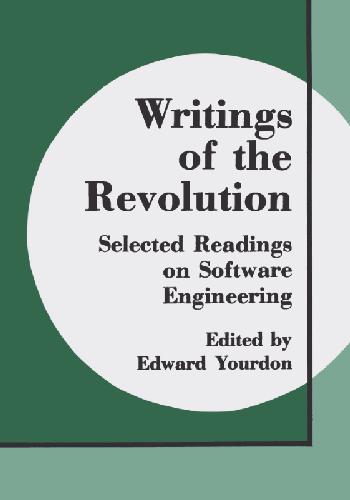 Writings
of the
Revolution
Selected Readings
on Software
Engineering
Edited by
Edward Yourdon